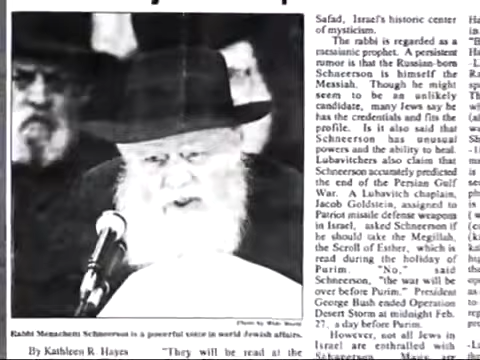 Photo by Wide World
Rabbi Menachem Schneerson is a powerful voice in world Jewish affairs.
By Kathleen R. Hayes
"They will be read at the
Safad, Israel's historic center
of mysticism.
The rabbi is regarded as a
messianic prophet. A persistent
rumor is that the Russian-born
Schneerson is himself the
Messiah. Though he might
seem to be an unlikely
candidate, many Jews say he
has the credentials and fits the
profile. Is it also said that
Schneerson has unusual
powers and the ability to heal.
Lubavitchers also claim that
Schneerson accurately predicted
the end of the Persian Gulf
War. A Lubavitch chaplain,
Jacob Goldstein, assigned to
Patriot missile defense weapons
in Israel, asked Schneerson if
he should take the Megillah,
the Scroll of Esther, which is
read during the holiday of
Purim. "No," said
Schneerson, "the war will be
over before Purim." President
George Bush ended Operation
Desert Storm at midnight Feb.
27, a day before Purim.
However, not all Jews in
Israel are enthralled with